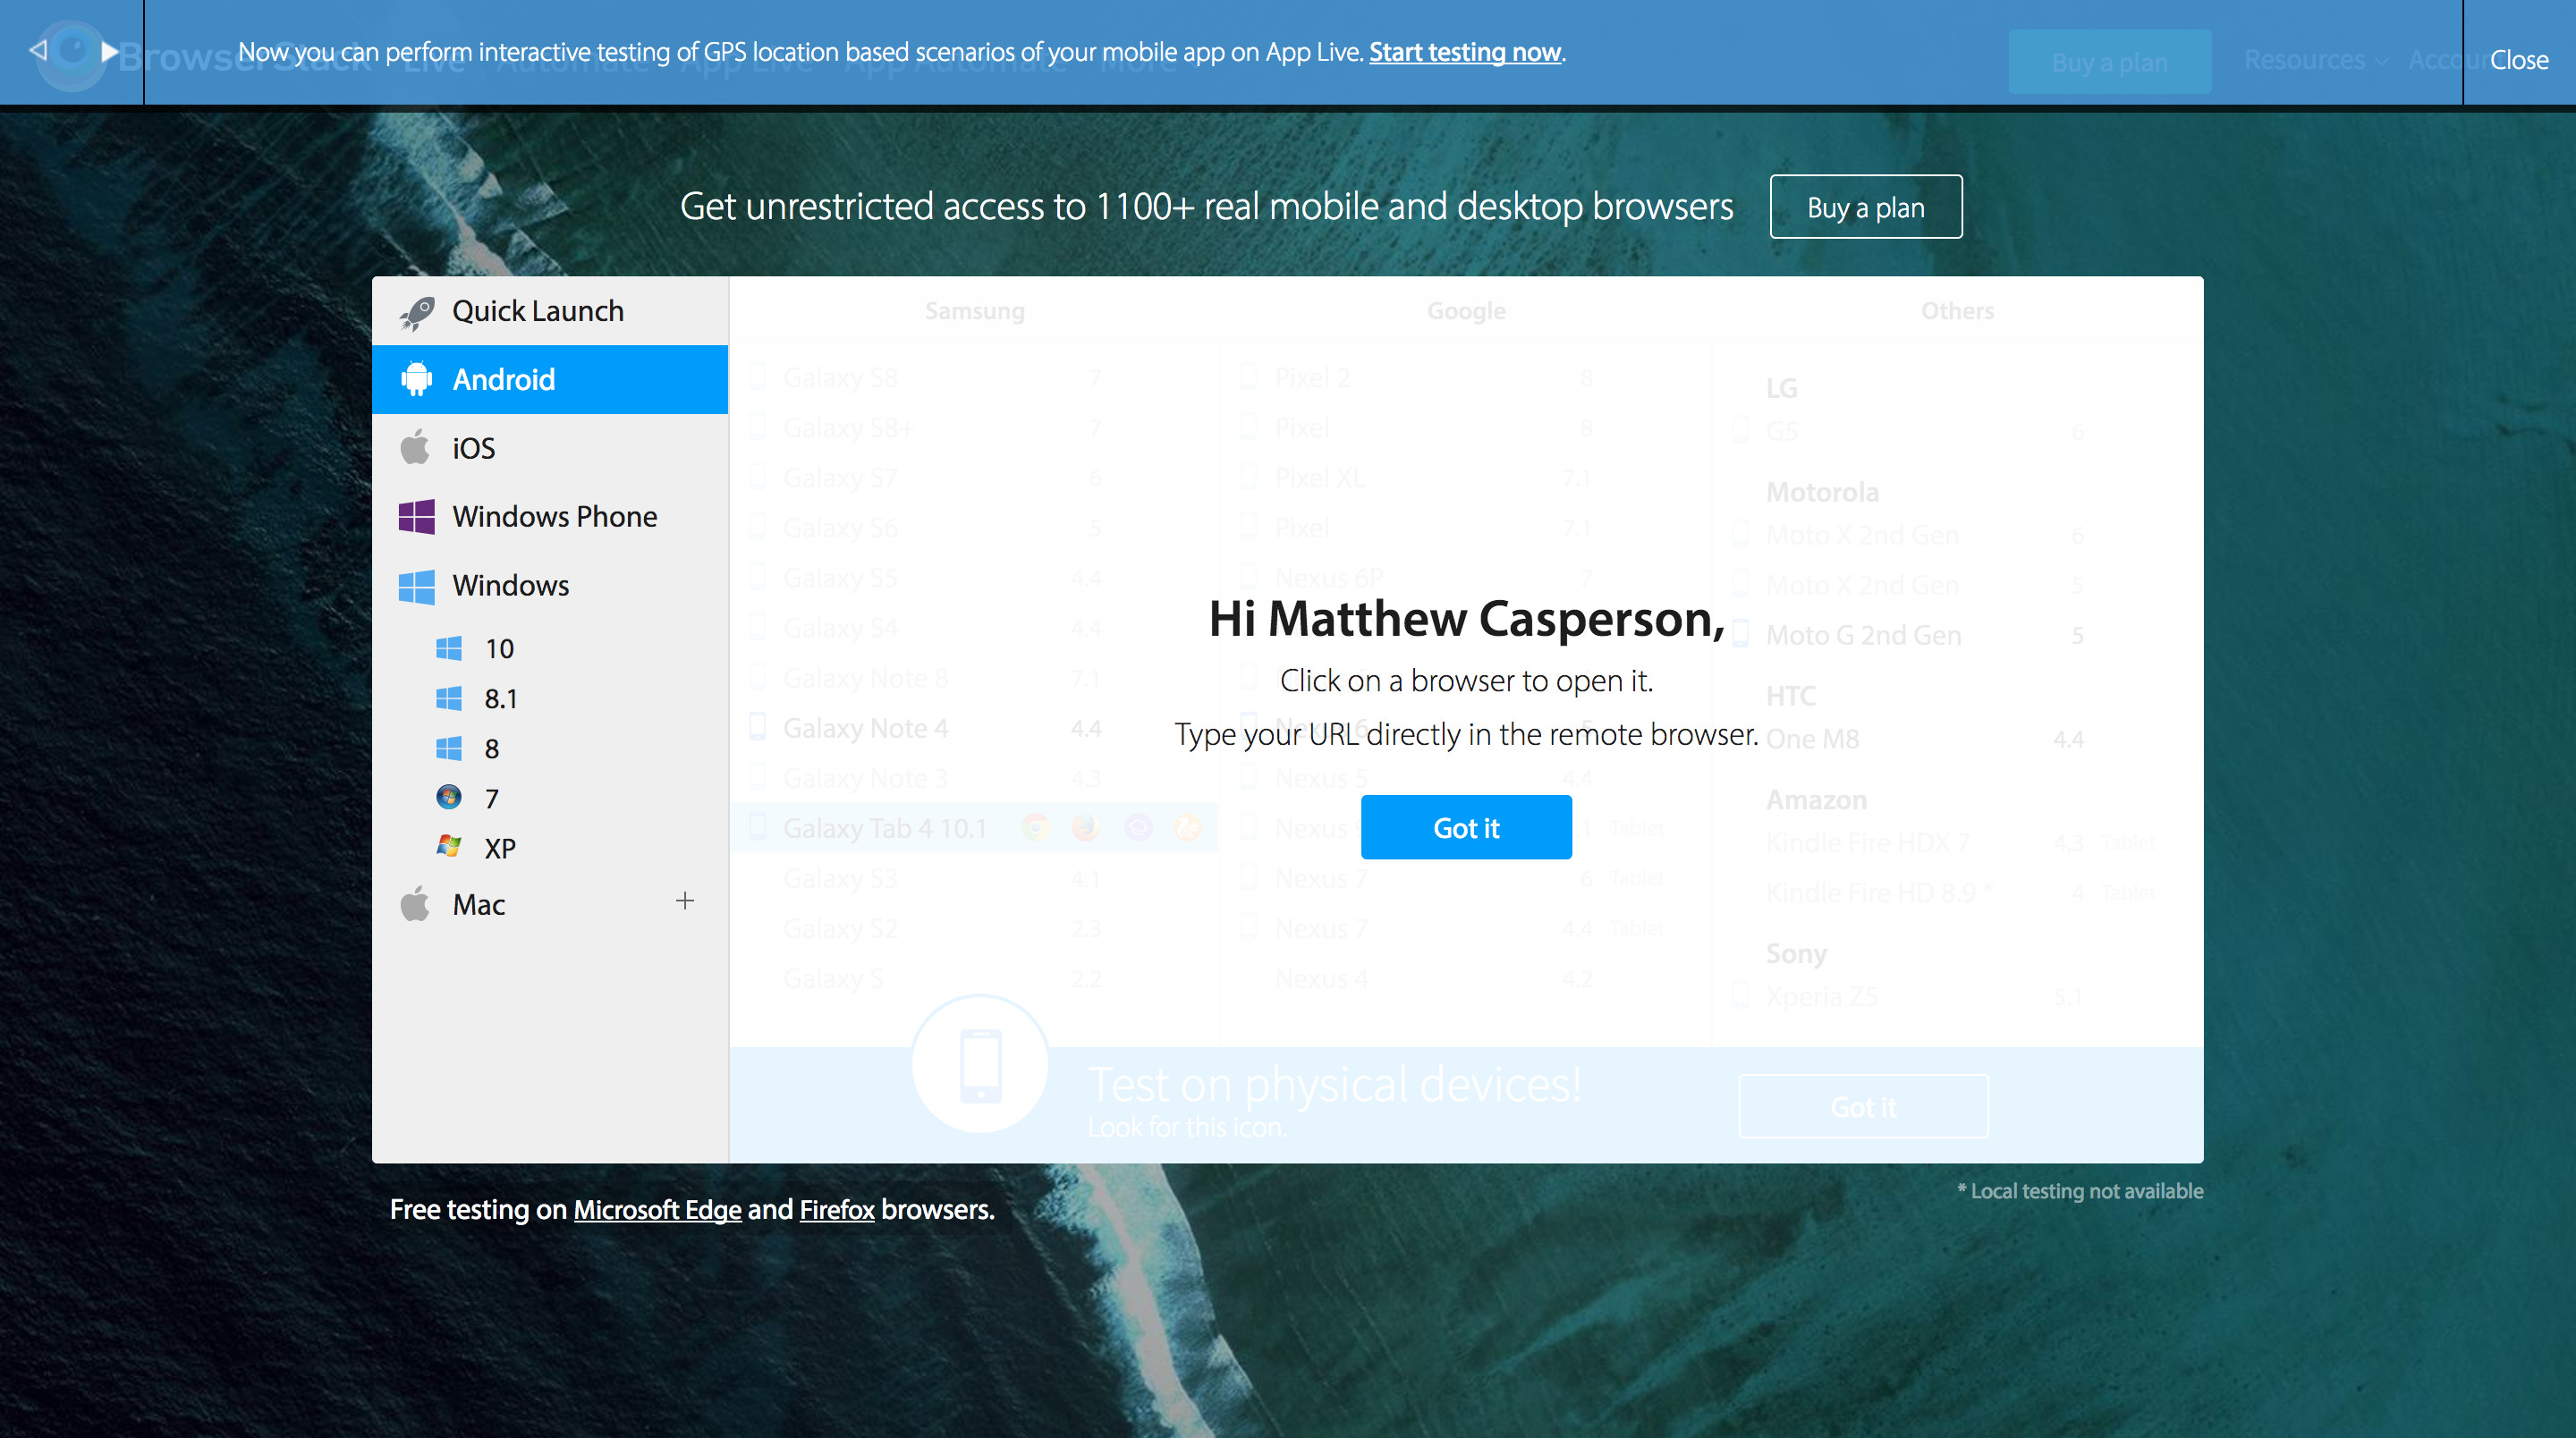 BrowserStack Live Automate App Live App Automate More
Now you can perform interactive testing of GPS location based scenarios of your mobile app on App Live. Start testing now.
Buy a plan
Resources
Close
Get unrestricted access to 1100+ real mobile and desktop browsers
Buy a plan
Quick Launch
Android
iOS
Windows Phone
Windows
10
8.1
8
7
XP
Mac
Samsung
Galaxy S8 7
Galaxy S8+ 7
Galaxy S7 6
Galaxy S6 5
Galaxy S5 4.4
Galaxy S4 4.4
Galaxy Note 8 7.1
Galaxy Note 4 4.4
Galaxy Note 3 4.3
Galaxy Tab 4 10.1
Galaxy S3 4.1
Galaxy S2 2.3
Galaxy S 2.2
Google
Pixel 2 8
Pixel 8
Pixel XL 7.1
Pixel 7.1
Nexus 6P 7
Nexus 6 5
Nexus 5 4.4
Nexus Tablet
Nexus 7 6 Tablet
Nexus 7 4.4 Tablet
Nexus 4 4.2
Others
LG
G5 6
Motorola
Moto X 2nd Gen 6
Moto X 2nd Gen 5
Moto G 2nd Gen 5
HTC
One M8 4.4
Amazon
Kindle Fire HDX 7 4.3 Tablet
Kindle Fire HD 8.9 * 4 Tablet
Sony
Xperia Z5 5.1
Hi Matthew Casperson,
Click on a browser to open it.
Type your URL directly in the remote browser.
Got it
Test on physical devices!
Look for this icon.
Got it
* Local testing not available
Free testing on Microsoft Edge and Firefox browsers.